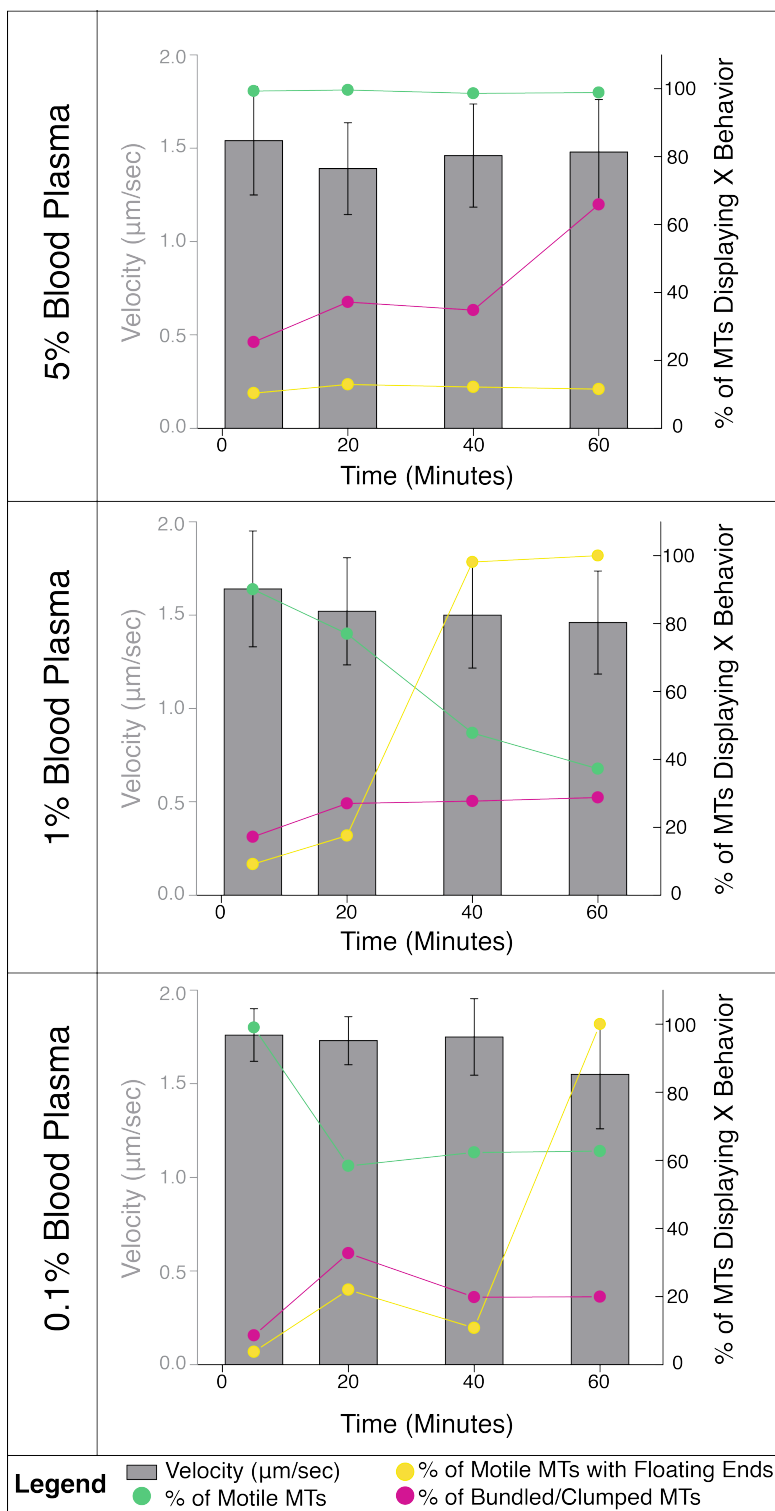 5% Blood Plasma
Velocity (µm/sec)
2.0
1.5
1.0
0.5
0.0
100
80
60
40
20
0
% of MTs Displaying X Behavior
0 20 40 60
Time (Minutes)
1% Blood Plasma
Velocity (µm/sec)
2.0
1.5
1.0
0.5
0.0
100
80
60
40
20
0
% of MTs Displaying X Behavior
0 20 40 60
Time (Minutes)
0.1% Blood Plasma
Velocity (µm/sec)
2.0
1.5
1.0
0.5
0.0
100
80
60
40
20
0
% of MTs Displaying X Behavior
0 20 40 60
Time (Minutes)
Legend
Velocity (µm/sec)
% of Motile MTs with Floating Ends
% of Motile MTs
% of Bundled/Clumped MTs